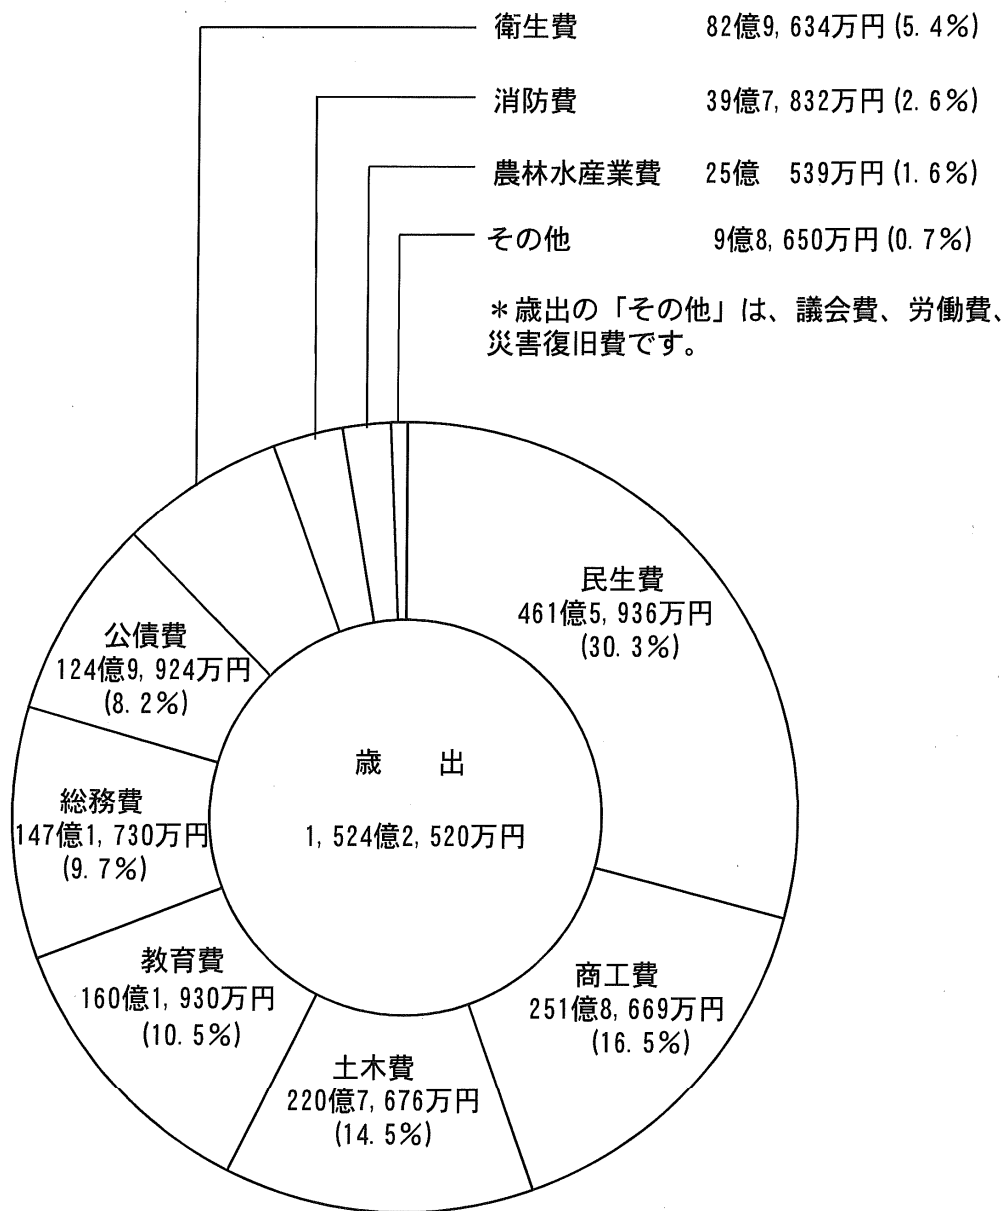 衛生費 82億9,634万円(5.4%)
消防費 39億7,832万円(2.6%)
農林水産業費 25億 539万円(1.6%)
その他 9億8,650万円(0.7%)
*歳出の「その他」は、議会費、労働費、
災害復旧費です。
民生費
461億5,936万円
(30.3%)
公債費
124億9,924万円
(8.2%)
歳 出
1,524億2,520万円
総務費
147億1,730万円
(9.7%)
教育費
160億1,930万円
(10.5%)
商工費
251億8,669万円
(16.5%)
土木費
220億7,676万円
(14.5%)